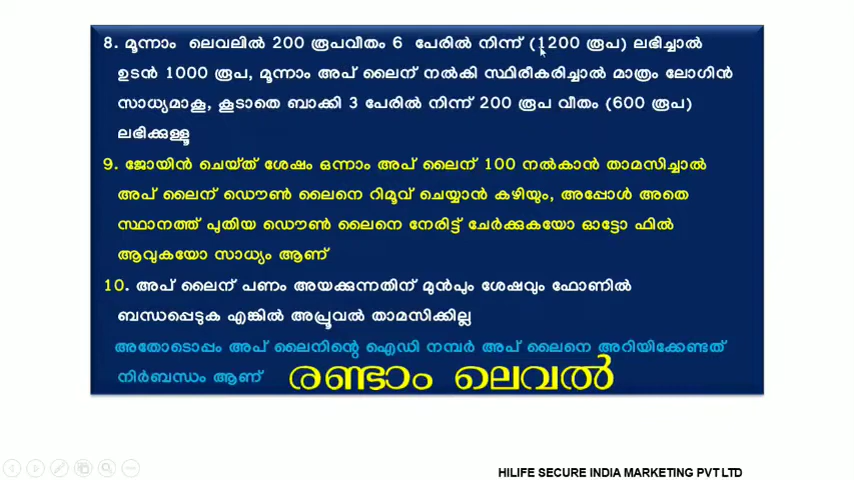 8. മൂന്നാം ലെവലിൽ 200 രൂപവീതം 6 പേരിൽ നിന്ന് (1200 രൂപ) ലഭിച്ചാൽ
ഉടൻ 1000 രൂപ, മൂന്നാം അപ് ലൈന് നൽകി സ്ഥിരീകരിച്ചാൽ മാത്രം ലോഗിൻ
സാധ്യമാകൂ, കൂടാതെ ബാക്കി 3 പേരിൽ നിന്ന് 200 രൂപ വീതം (600 രൂപ)
ലഭിക്കുള്ളൂ
9. ജോയിൻ ചെയ്ത് ശേഷം ഒന്നാം അപ് ലൈന് 100 നൽകാൻ താമസിച്ചാൽ
അപ് ലൈന് ഡൌൺ ലൈനെ റിമൂവ് ചെയ്യാൻ കഴിയും, അപ്പോൾ അതെ
സ്ഥാനത്ത് പുതിയ ഡൌൺ ലൈനെ നേരിട്ട് ചേർക്കുകയോ ഓട്ടോ ഫിൽ
ആവുകയോ സാധ്യം ആണ്
10. അപ് ലൈന് പണം അയക്കുന്നതിന് മുൻപും ശേഷവും ഫോണിൽ
ബന്ധപ്പെടുക എങ്കിൽ അപ്രൂവൽ താമസിക്കില്ല
അതോടൊപ്പം അപ് ലൈനിന്റെ ഐഡി നമ്പർ അപ് ലൈനെ അറിയിക്കേണ്ടത്
നിർബന്ധം ആണ്
രണ്ടാം ലെവൽ
HILIFE SECURE INDIA MARKETING PVT LTD